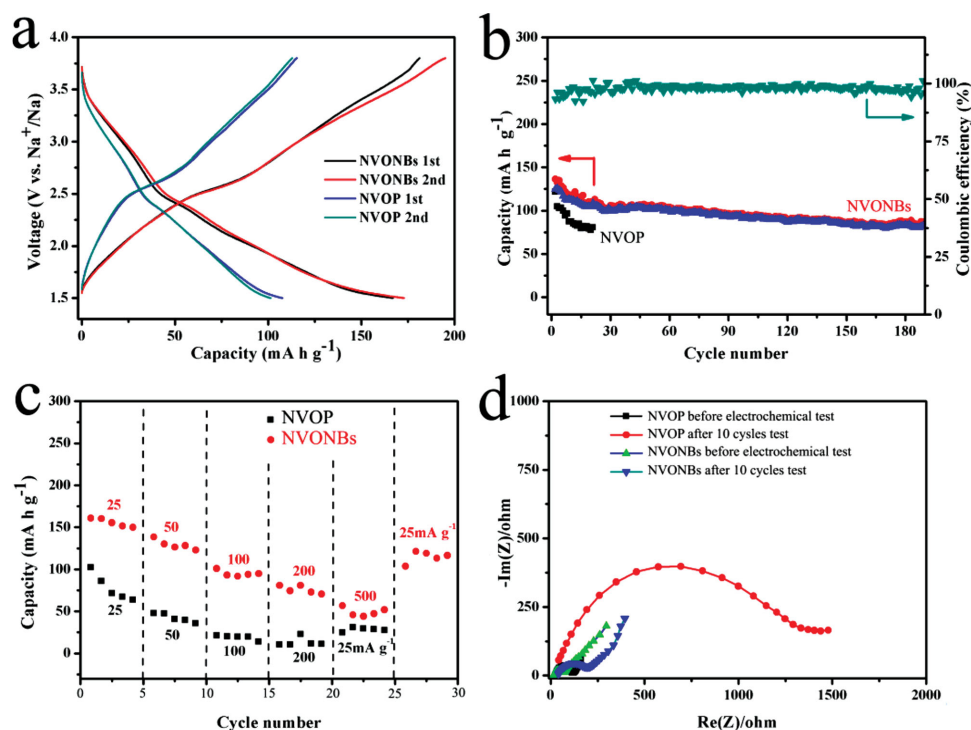 a
Voltage (V vs. Na⁺/Na)
4.0
3.5
3.0
2.5
2.0
1.5
NVONBs 1st
NVONBs 2nd
NVOP 1st
NVOP 2nd
0 50 100 150 200
Capacity (mA h g⁻¹)
b
Capacity (mA h g⁻¹)
300
250
200
150
100
50
0
NVONBs
NVOP
100
75
50
25
0
Coulombic efficiency (%)
0 30 60 90 120 150 180
Cycle number
c
Capacity (mA h g⁻¹)
300
250
200
150
100
50
0
NVOP
NVONBs
25
50
100
200
500
25mA g⁻¹
25
50
100
200
25mA g⁻¹
0 5 10 15 20 25 30
Cycle number
d
-Im(Z)/ohm
1000
750
500
250
0
NVOP before electrochemical test
NVOP after 10 cycles test
NVONBs before electrochemical test
NVONBs after 10 cycles test
0 500 1000 1500 2000
Re(Z)/ohm